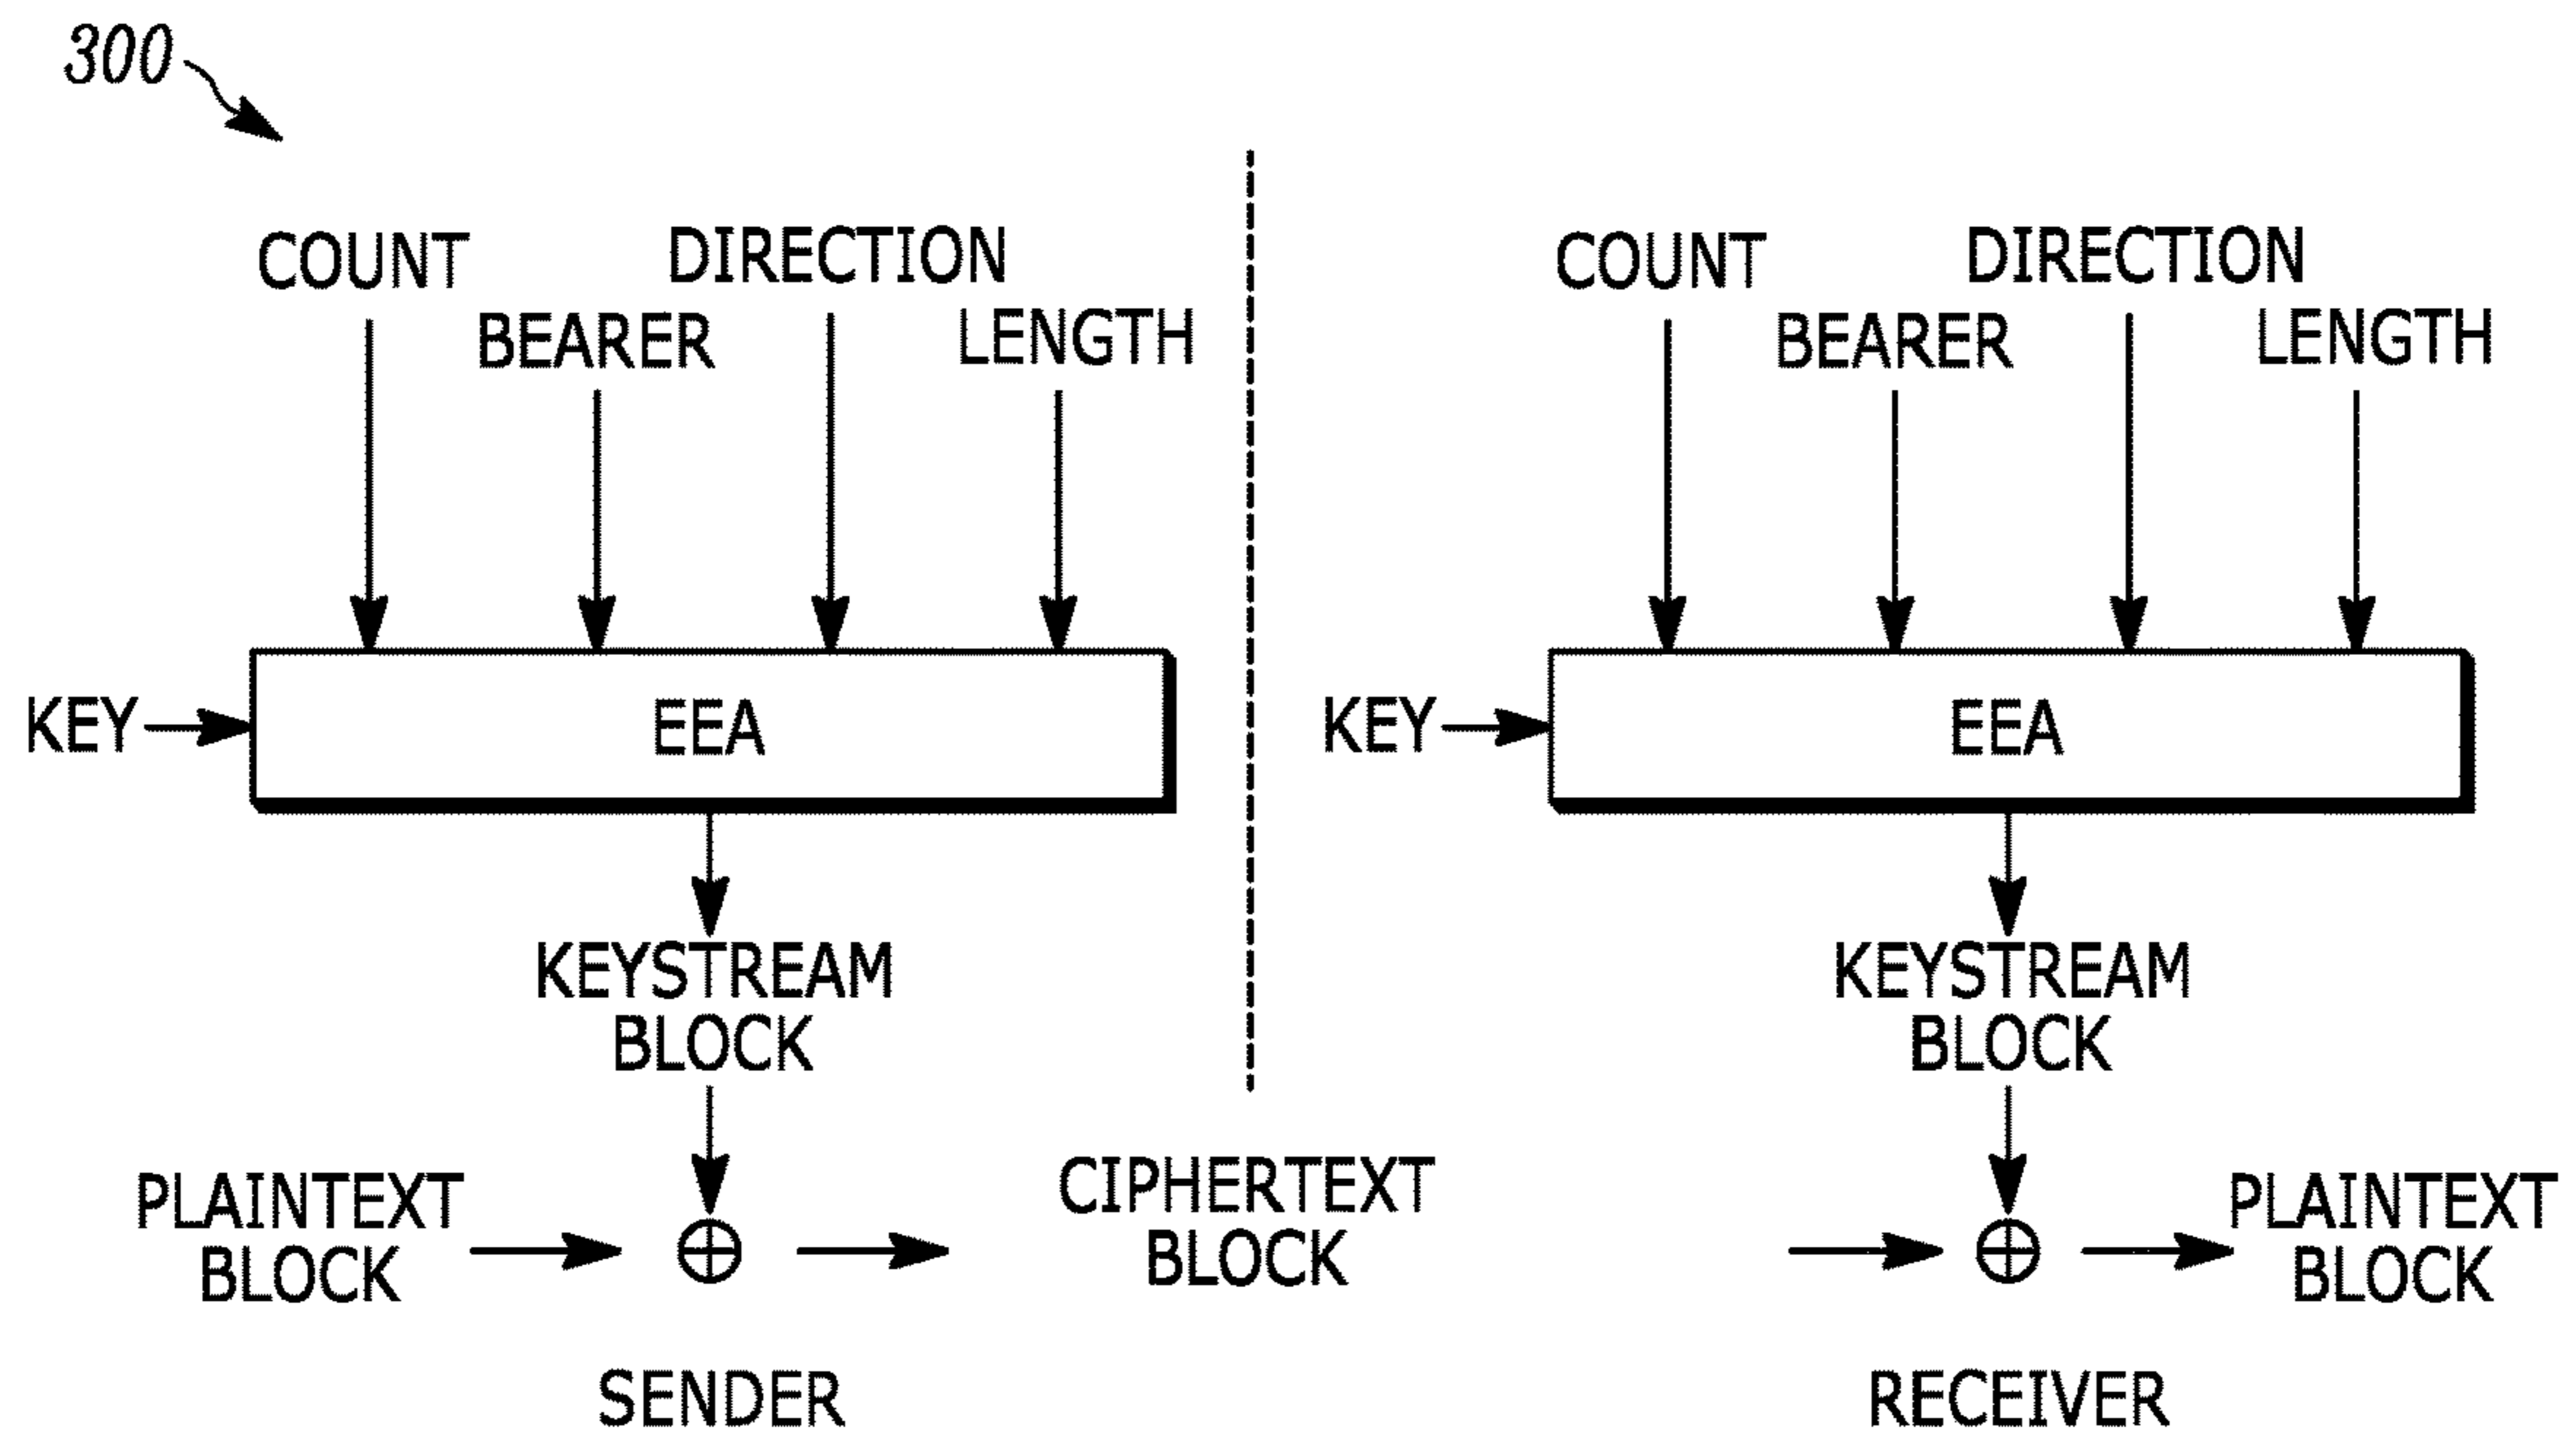 300
COUNT
DIRECTION
BEARER
LENGTH
KEY
EEA
KEYSTREAM
BLOCK
PLAINTEXT
BLOCK
CIPHERTEXT
BLOCK
SENDER
COUNT
DIRECTION
BEARER
LENGTH
KEY
EEA
KEYSTREAM
BLOCK
PLAINTEXT
BLOCK
RECEIVER